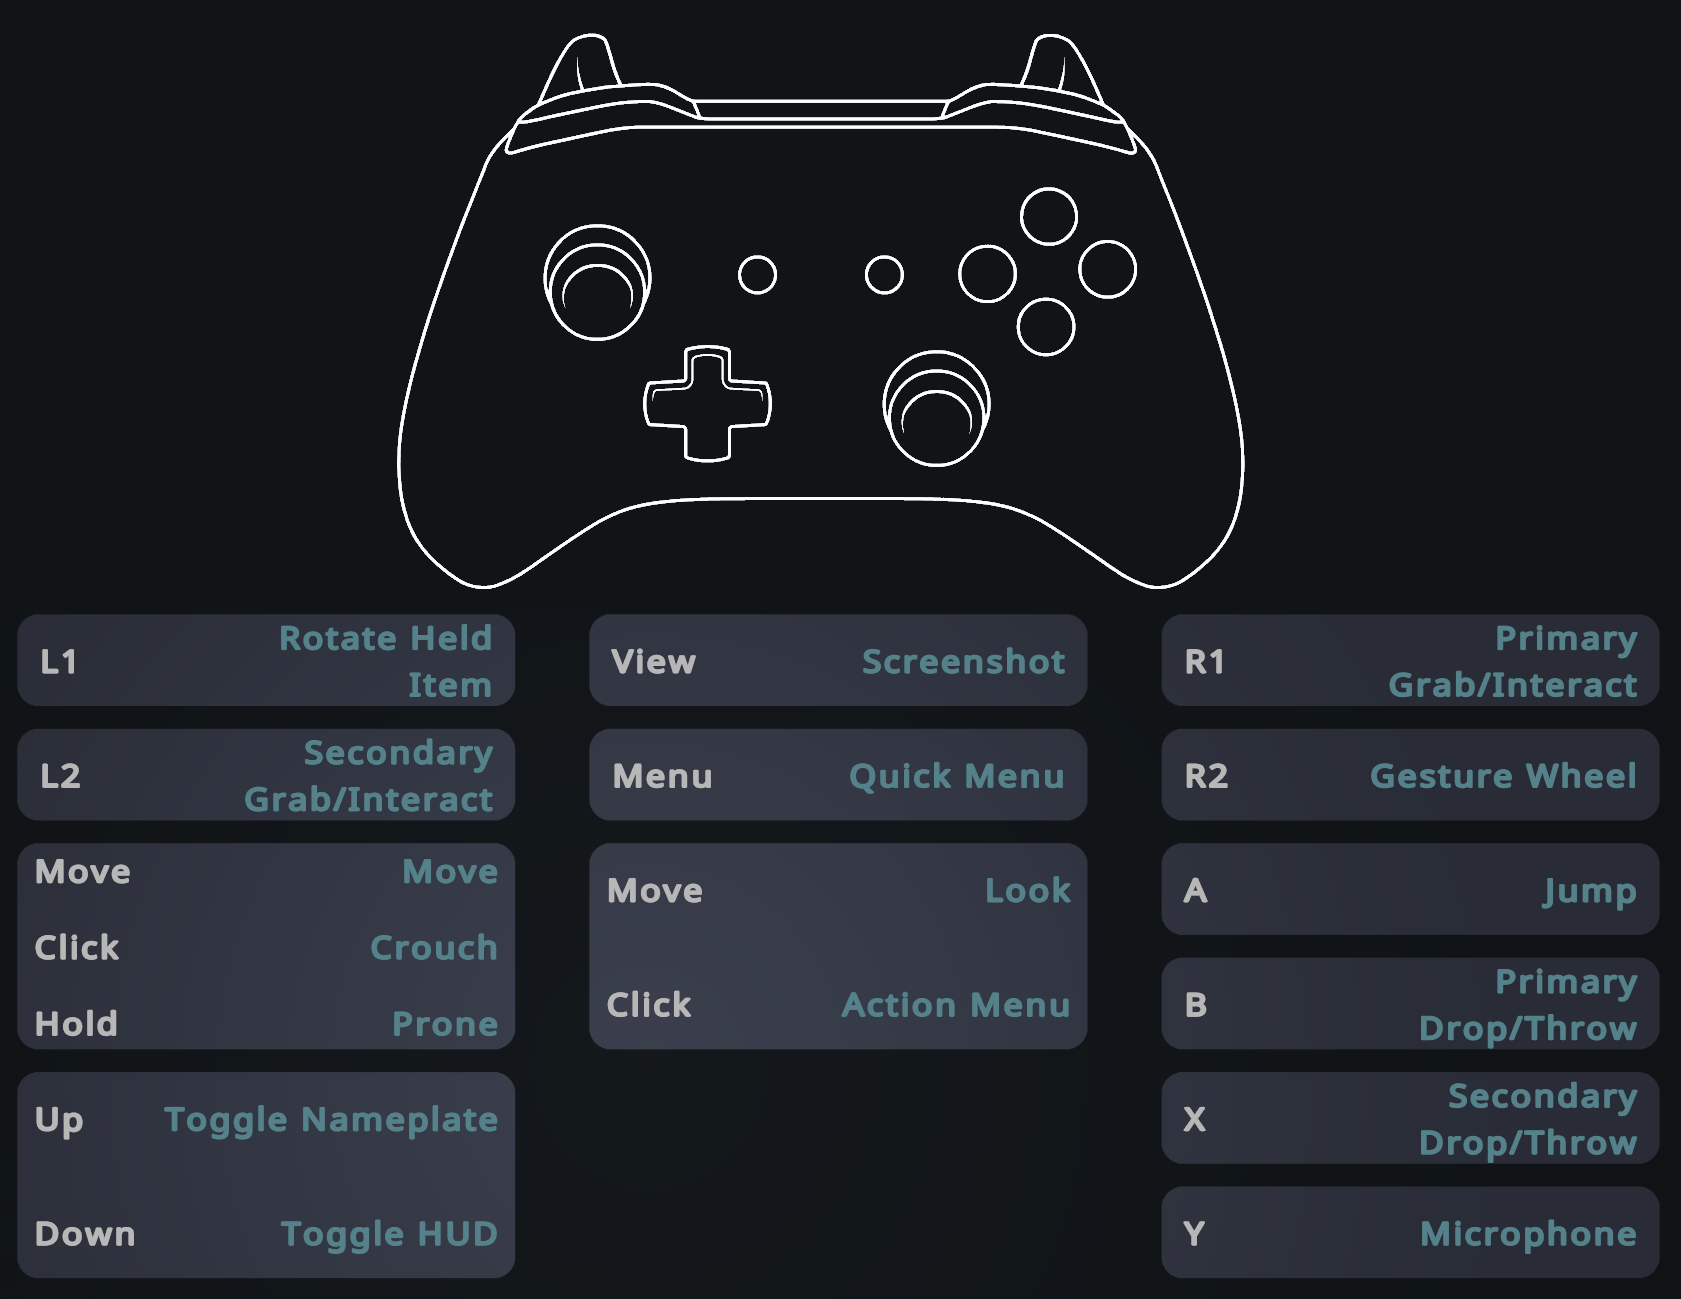 L1
Rotate Held
Item
L2
Secondary
Grab/Interact
Move Move
Click Crouch
Hold Prone
Up Toggle Nameplate
Down Toggle HUD
View Screenshot
Menu Quick Menu
Move Look
Click Action Menu
R1
Primary
Grab/Interact
R2 Gesture Wheel
A Jump
B
Primary
Drop/Throw
X
Secondary
Drop/Throw
Y Microphone